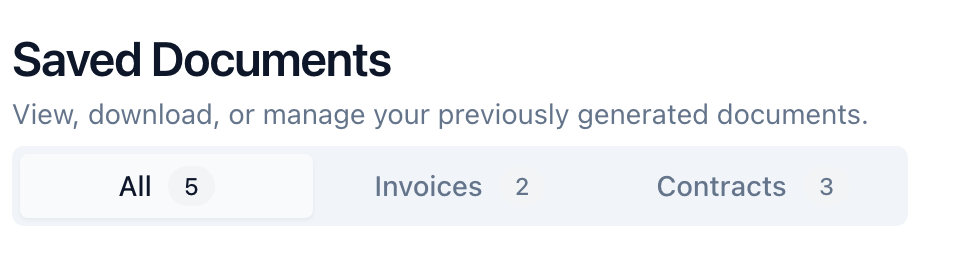 Saved Documents
View, download, or manage your previously generated documents.
All 5 Invoices 2 Contracts 3